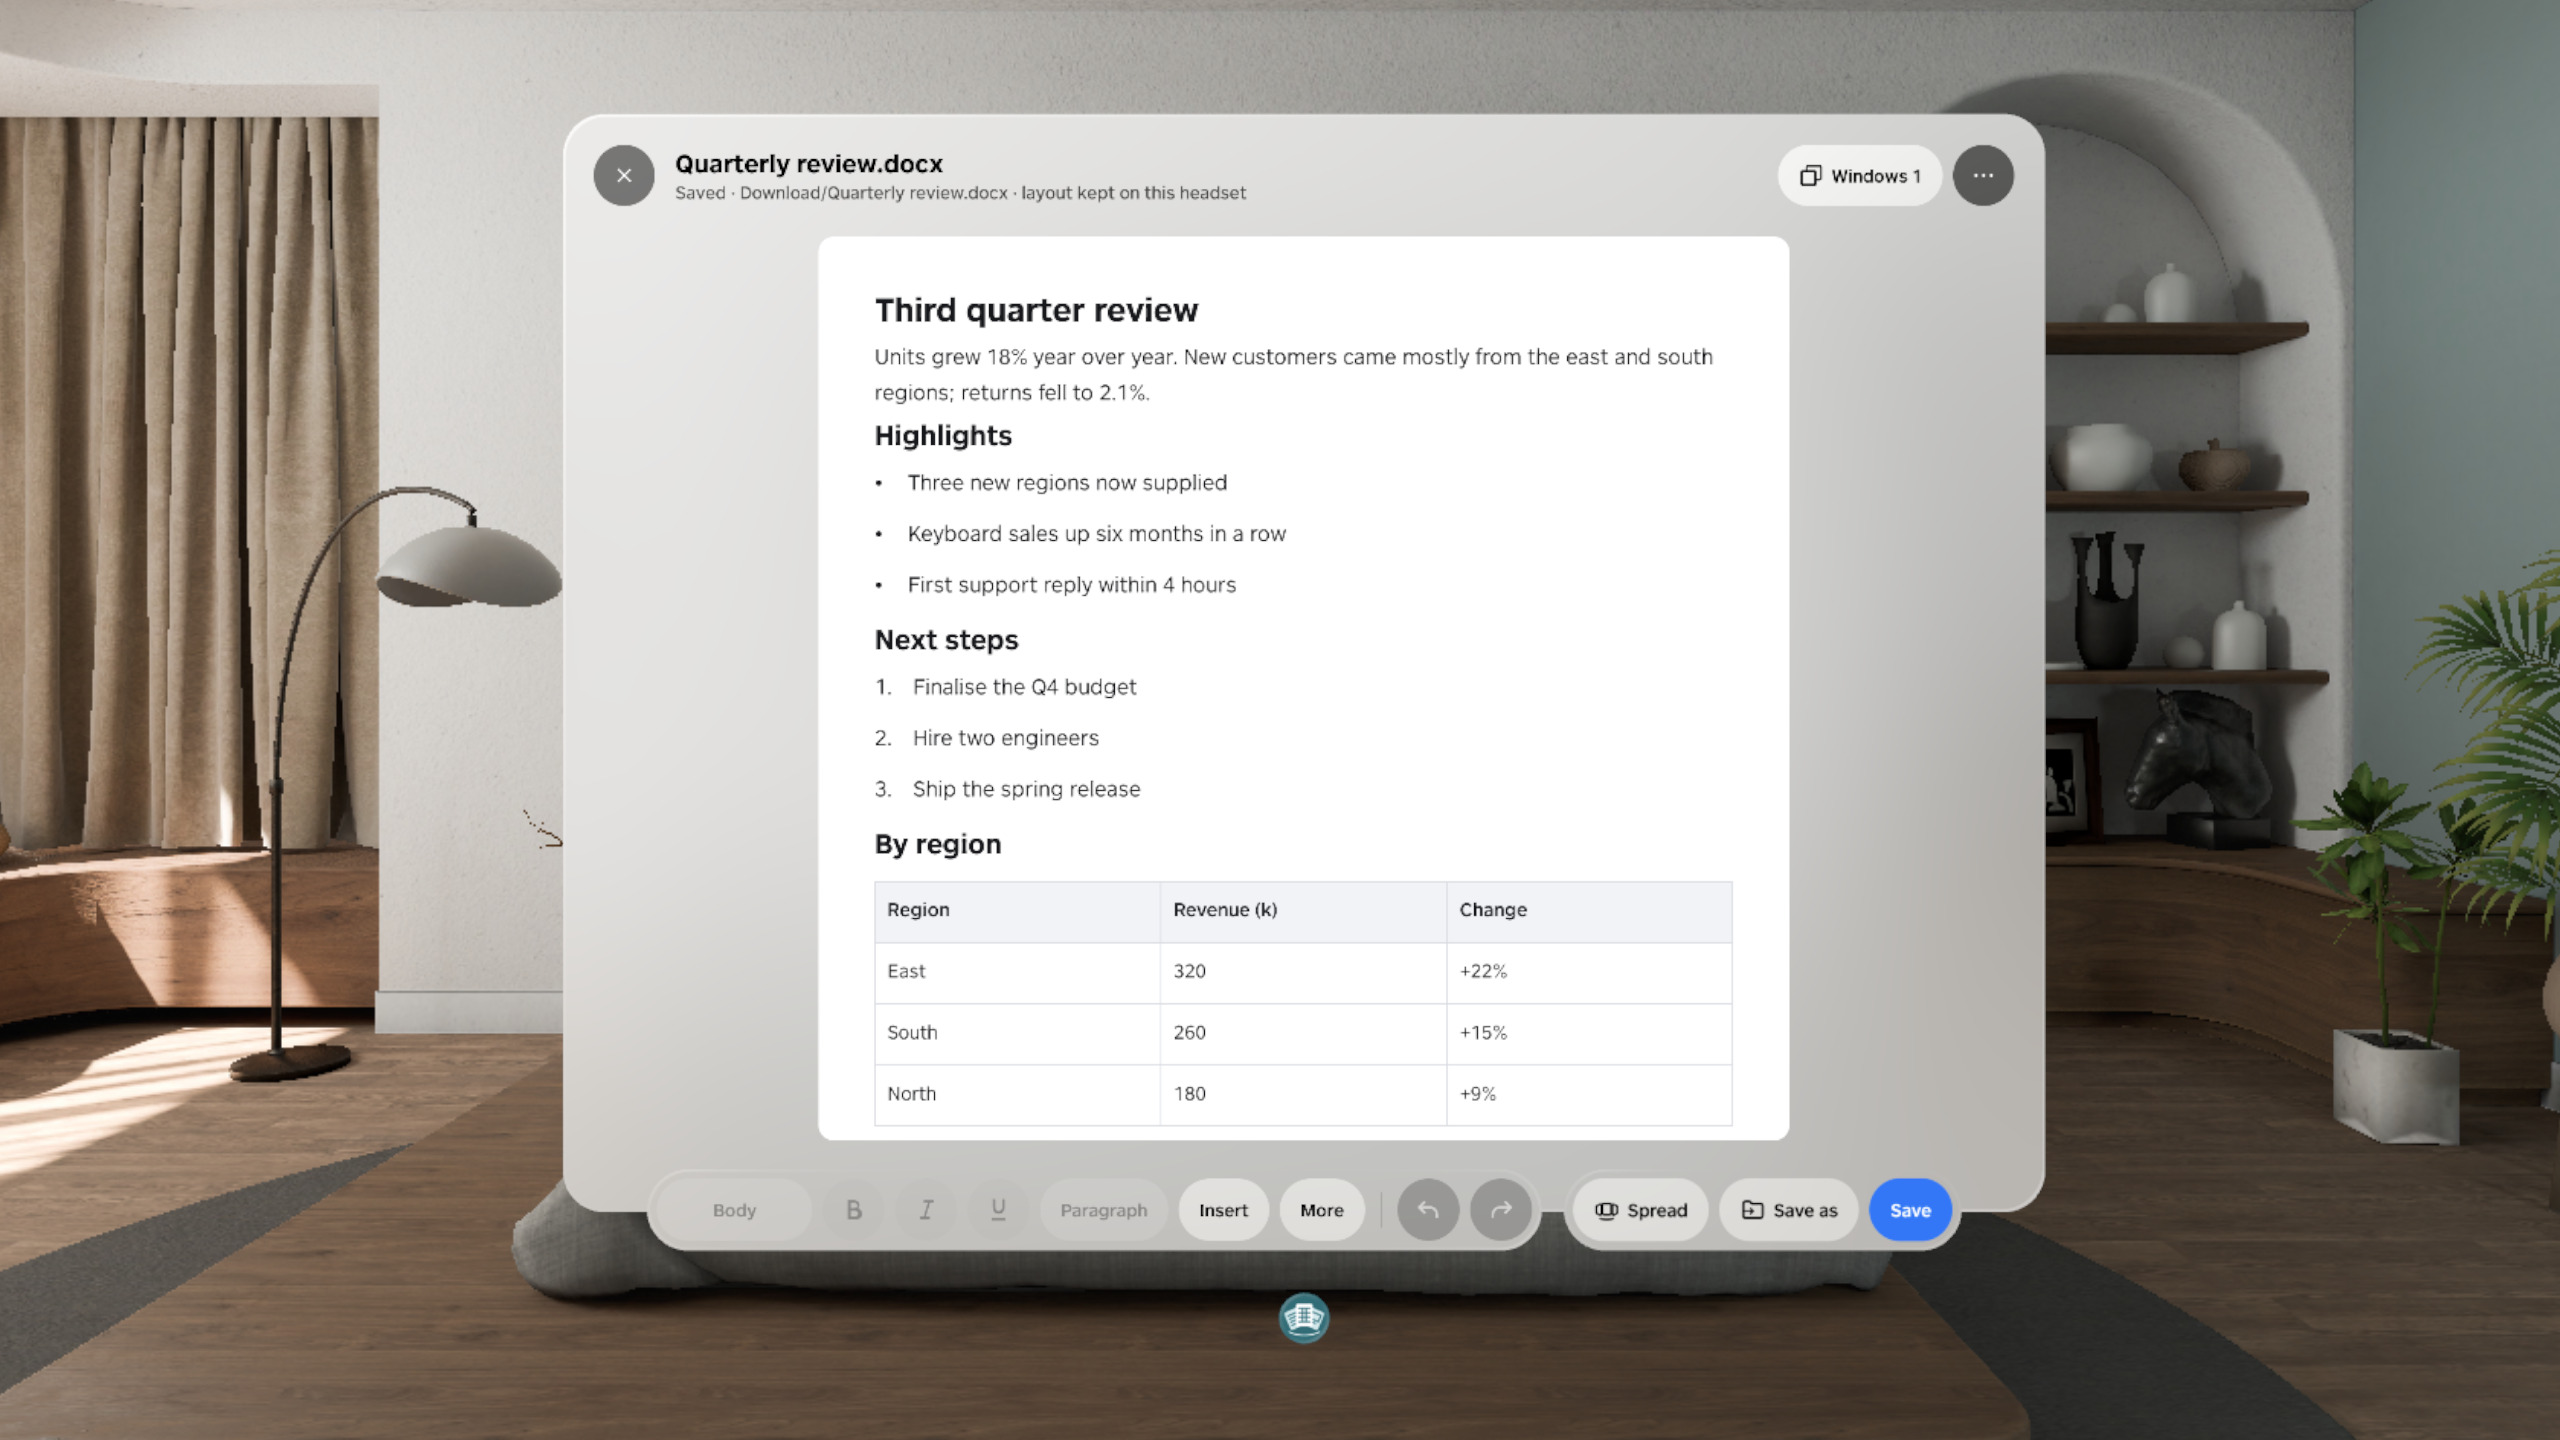 Quarterly review.docx
Saved · Download/Quarterly review.docx · layout kept on this headset
Windows 1
Third quarter review
Units grew 18% year over year. New customers came mostly from the east and south
regions; returns fell to 2.1%.
Highlights
• Three new regions now supplied
• Keyboard sales up six months in a row
• First support reply within 4 hours
Next steps
1. Finalise the Q4 budget
2. Hire two engineers
3. Ship the spring release
By region
Region Revenue (k) Change
East 320 +22%
South 260 +15%
North 180 +9%
Body B I U Paragraph Insert More Spread Save as Save